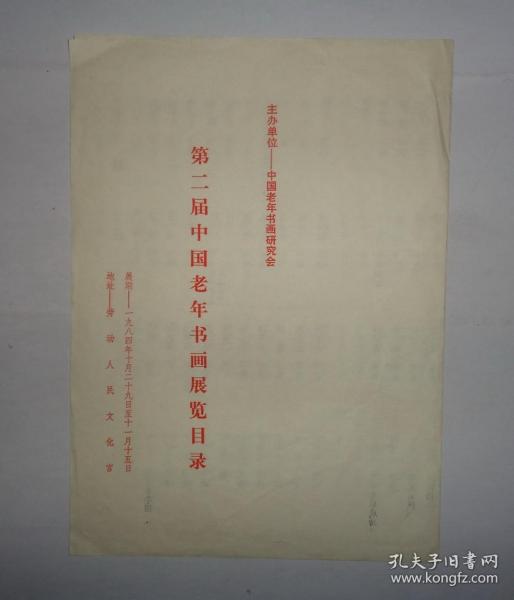 主办单位——中国老年书画研究会
第二届中国老年书画展览目录
展期——一九八四年十月二十九日至十一月十五日
地址——劳动人民文化宫
孔夫子旧书网
www.kongfz.com